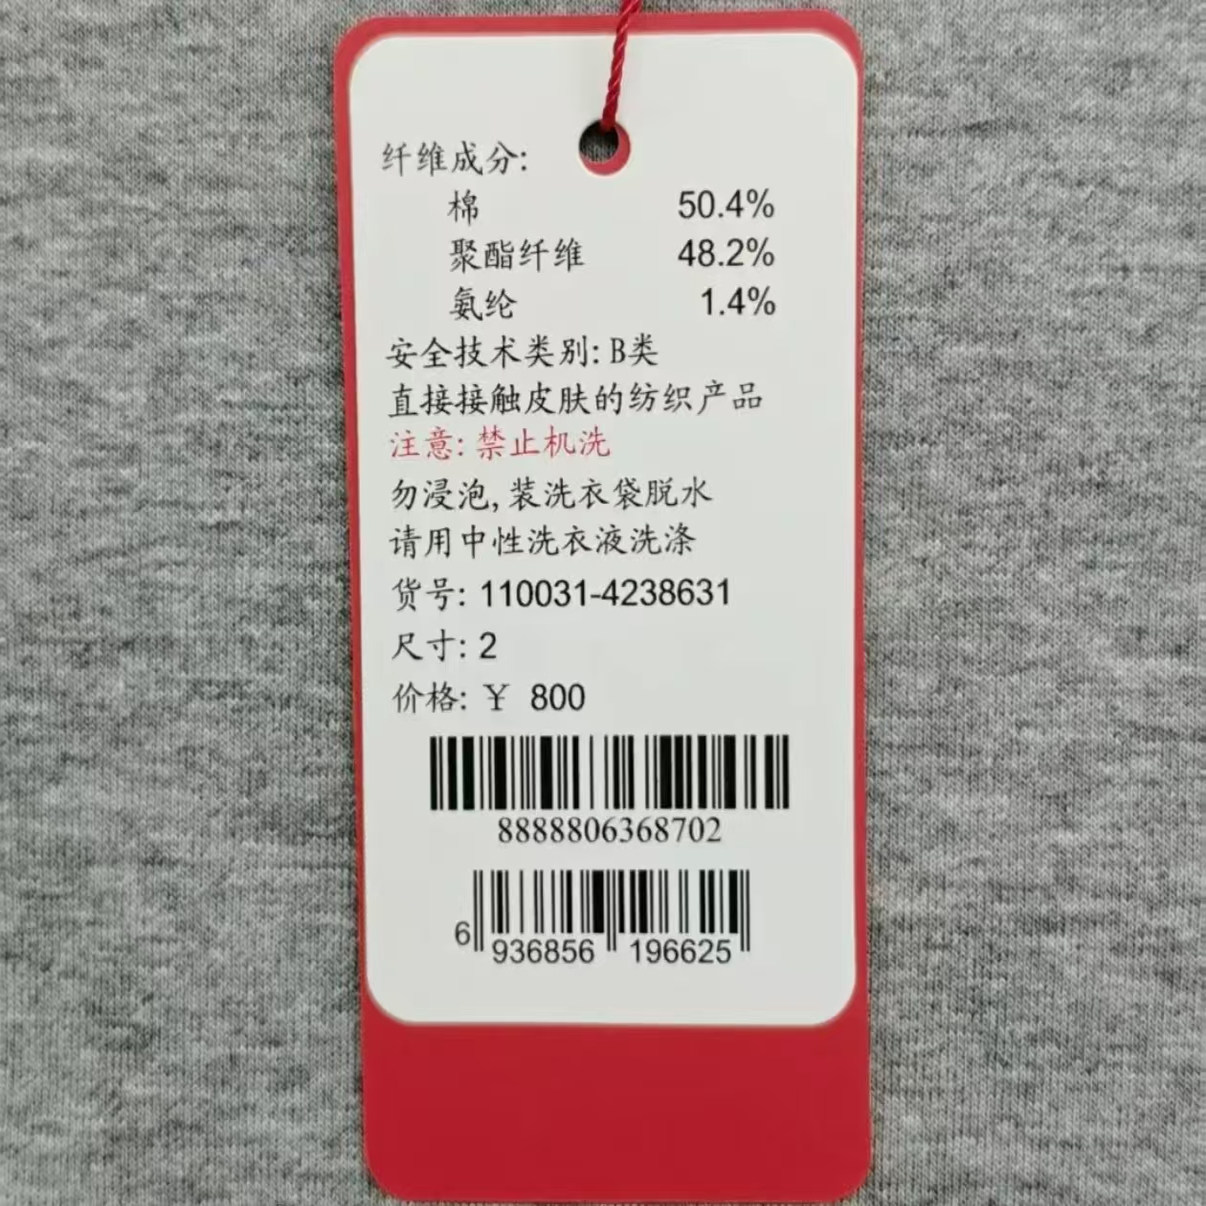 纤维成分:
棉 50.4%
聚酯纤维 48.2%
氨纶 1.4%
安全技术类别: B类
直接接触皮肤的纺织产品
注意: 禁止机洗
勿浸泡, 装洗衣袋脱水
请用中性洗衣液洗涤
货号: 110031-4238631
尺寸: 2
价格: ￥ 800
8888806368702
6 936856 196625